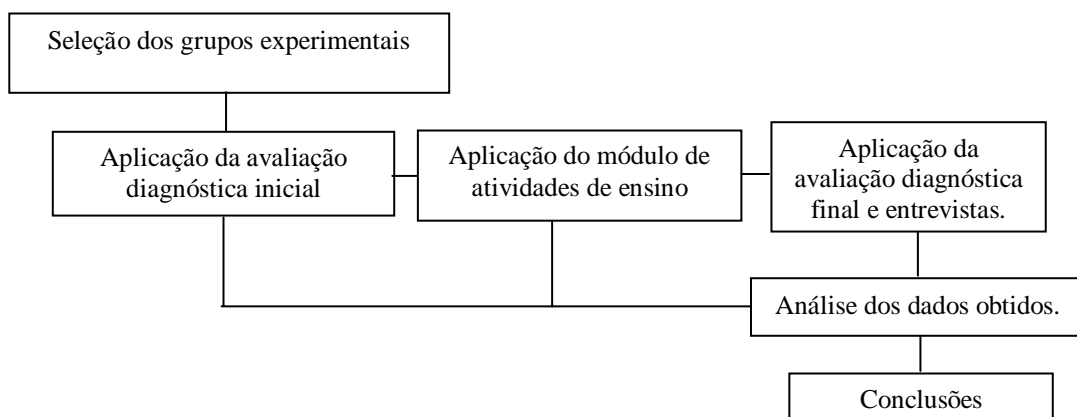 Seleção dos grupos experimentais
Aplicação da avaliação
diagnóstica inicial
Aplicação do módulo de
atividades de ensino
Aplicação da
avaliação diagnóstica
final e entrevistas.
Análise dos dados obtidos.
Conclusões